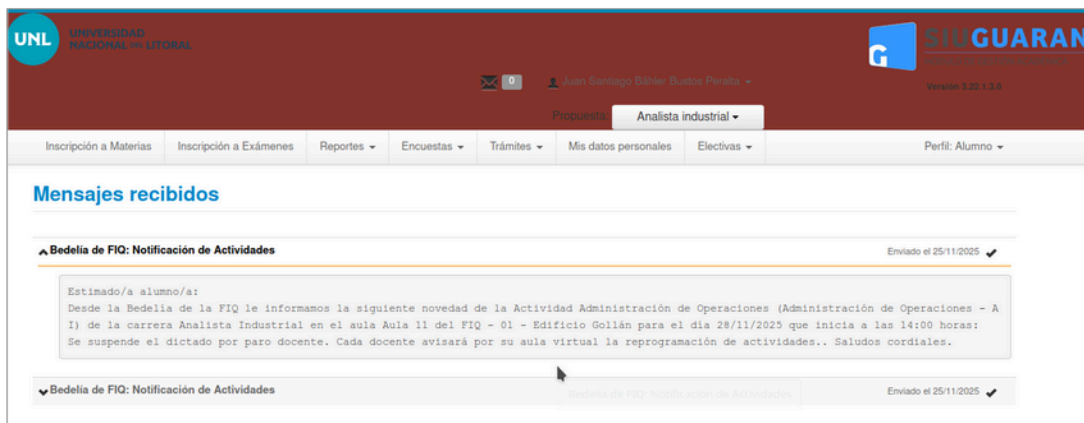 UNL
UNIVERSIDAD
NACIONAL DEL LITORAL
SIU GUARAN
G
0
Juan Santiago Bähler Bustos Peralta
Versión 3.22.1.3.0
Propuesta: Analista industrial
Inscripción a Materias Inscripción a Exámenes Reportes Encuestas Trámites Mis datos personales Electivas Perfil: Alumno
Mensajes recibidos
Bedelía de FIQ: Notificación de Actividades Enviado el 25/11/2025
Estimado/a alumno/a:
Desde la Bedelía de la FIQ le informamos la siguiente novedad de la Actividad Administración de Operaciones (Administración de Operaciones - A
I) de la carrera Analista Industrial en el aula Aula 11 del FIQ - 01 - Edificio Gollán para el día 28/11/2025 que inicia a las 14:00 horas:
Se suspende el dictado por paro docente. Cada docente avisará por su aula virtual la reprogramación de actividades.. Saludos cordiales.
Bedelía de FIQ: Notificación de Actividades Enviado el 25/11/2025
Bedelía de FIQ: Notificación de Actividades